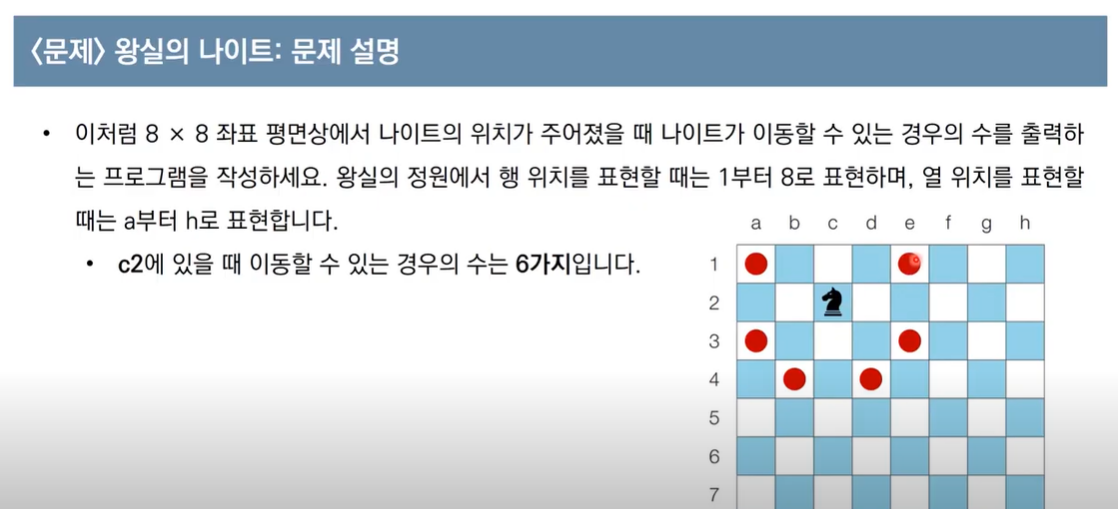 <문제> 왕실의 나이트: 문제 설명
• 이처럼 8 × 8 좌표 평면상에서 나이트의 위치가 주어졌을 때 나이트가 이동할 수 있는 경우의 수를 출력하
는 프로그램을 작성하세요. 왕실의 정원에서 행 위치를 표현할 때는 1부터 8로 표현하며, 열 위치를 표현할
때는 a부터 h로 표현합니다.
• c2에 있을 때 이동할 수 있는 경우의 수는 6가지입니다.
a b c d e f g h
1
2
3
4
5
6
7